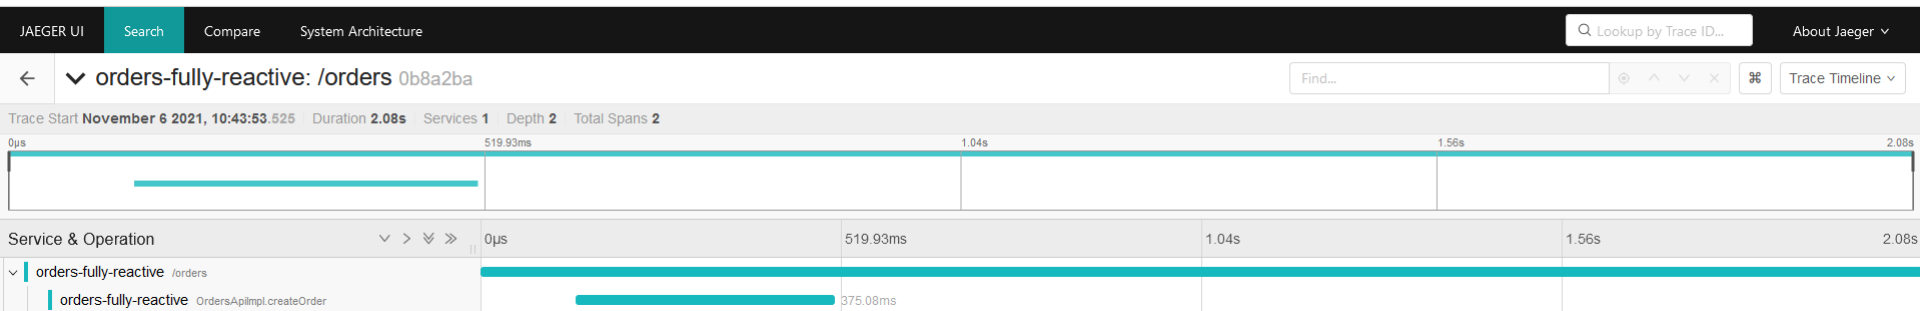 JAEGER UI Search Compare System Architecture Lookup by Trace ID... About Jaeger
orders-fully-reactive: /orders 0b8a2ba Find... ⌘ Trace Timeline
Trace Start November 6 2021, 10:43:53.525 Duration 2.08s Services 1 Depth 2 Total Spans 2
0μs 519.93ms 1.04s 1.56s 2.08s
Service & Operation 0μs 519.93ms 1.04s 1.56s 2.08s
orders-fully-reactive /orders
orders-fully-reactive OrdersApiImpl.createOrder 375.08ms